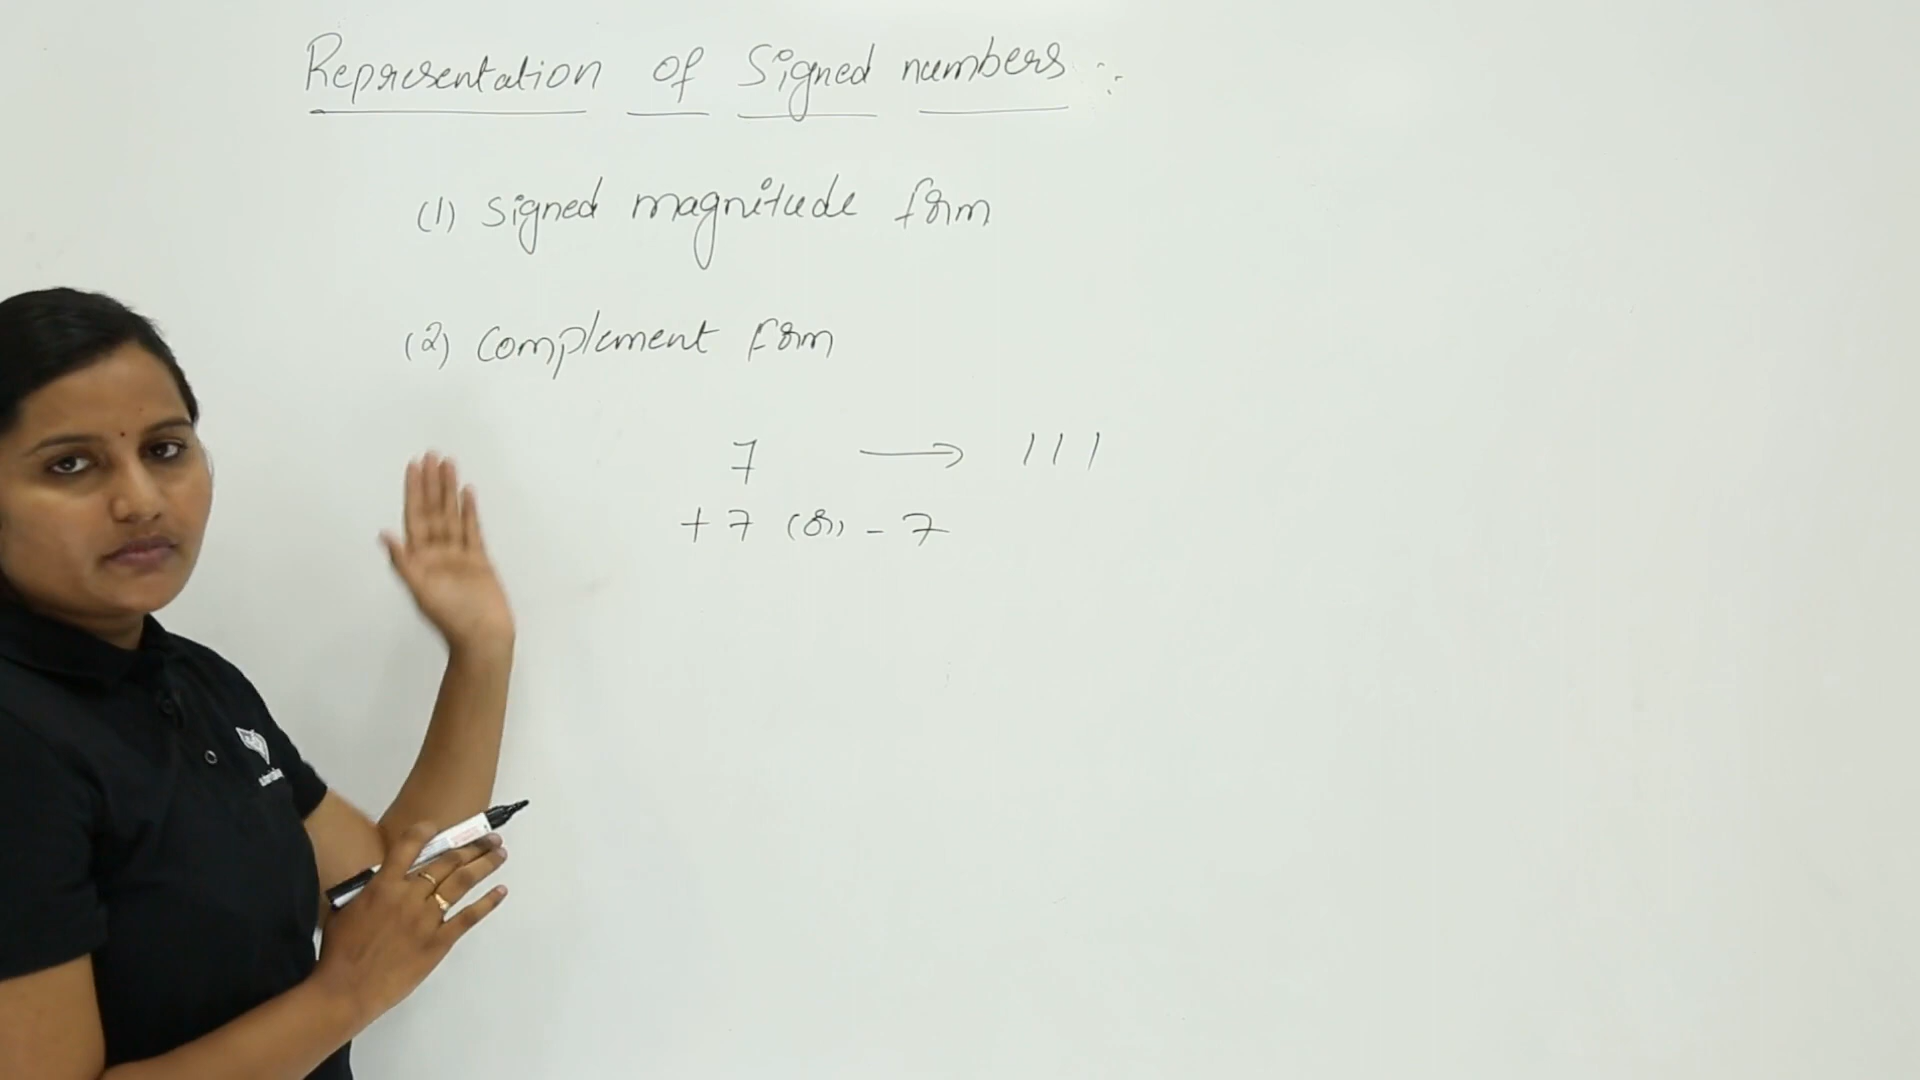 Representation of Signed numbers :-
(1) Signed magnitude form
(2) Complement form
7 → 111
+7 (or) -7